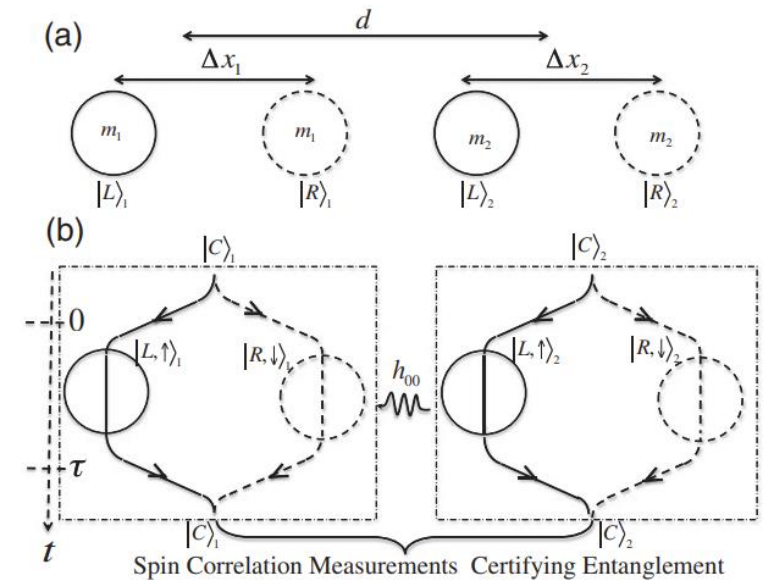 (a)
d
Δx₁ Δx₂
m₁ m₁ m₂ m₂
|L⟩₁ |R⟩₁ |L⟩₂ |R⟩₂
(b)
|C⟩₁ |C⟩₂
0
|L,↑⟩₁ |R,↓⟩₁ h₀₀ |L,↑⟩₂ |R,↓⟩₂
τ
|C⟩₁ |C⟩₂
t
Spin Correlation Measurements Certifying Entanglement